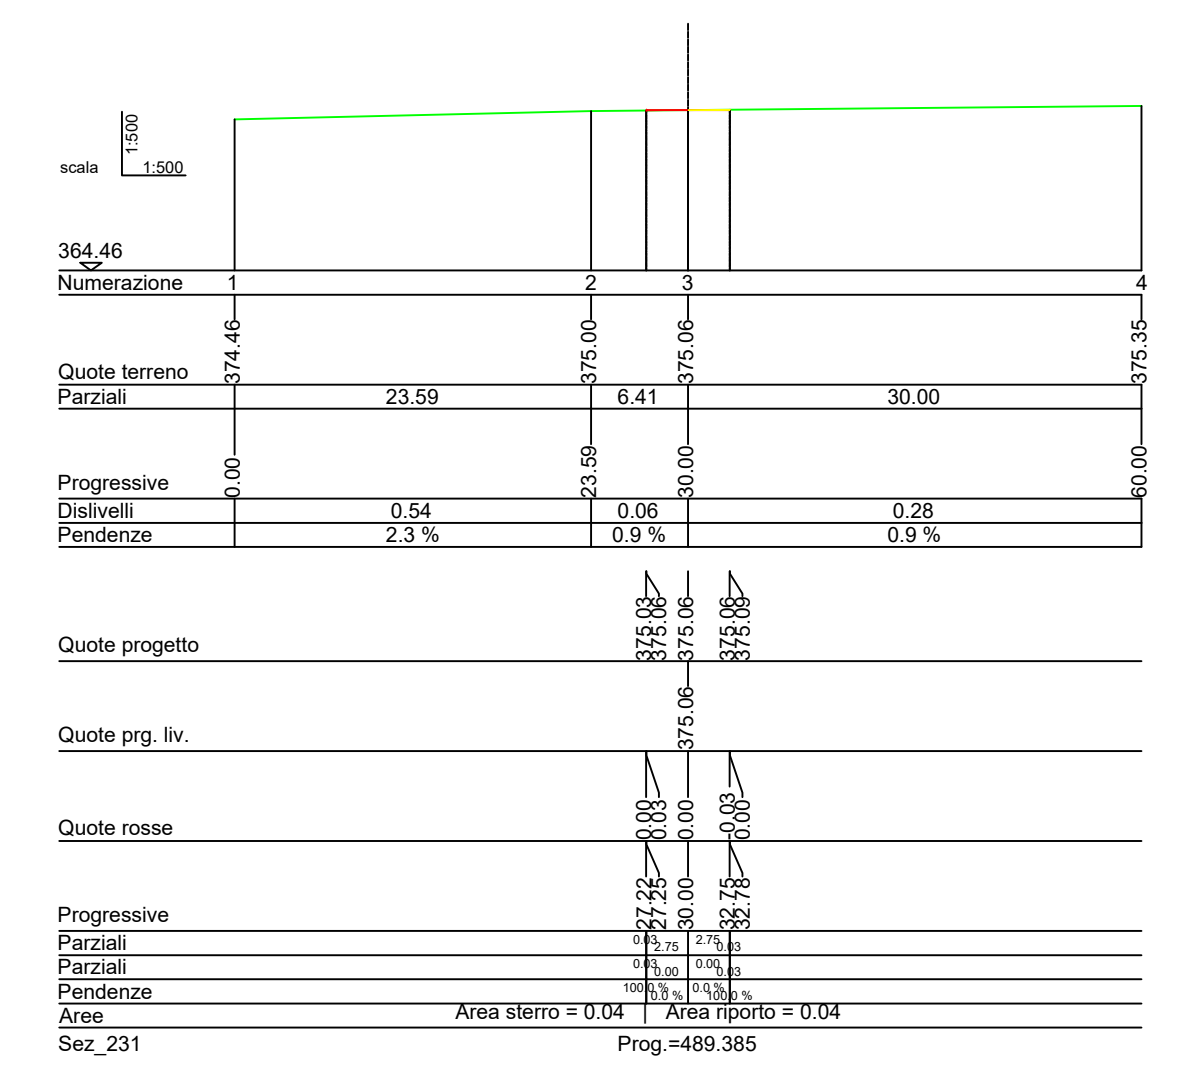 1:500
scala 1:500
364.46
Numerazione 1 2 3 4
Quote terreno 374.46 375.00 375.06 375.35
Parziali 23.59 6.41 30.00
Progressive 0.00 23.59 30.00 60.00
Dislivelli 0.54 0.06 0.28
Pendenze 2.3 % 0.9 % 0.9 %
Quote progetto 375.03 375.06 375.06 375.06 375.09
Quote prg. liv. 375.06
Quote rosse 0.00 0.03 0.00 -0.03 0.00
Progressive 27.22 27.25 30.00 32.75 32.78
Parziali 0.03 2.75 2.75 0.03
Parziali 0.03 0.00 0.00 0.03
Pendenze 100.0 % 0.0 % 0.0 % 100.0 %
Aree Area sterro = 0.04 Area riporto = 0.04
Sez_231 Prog.=489.385